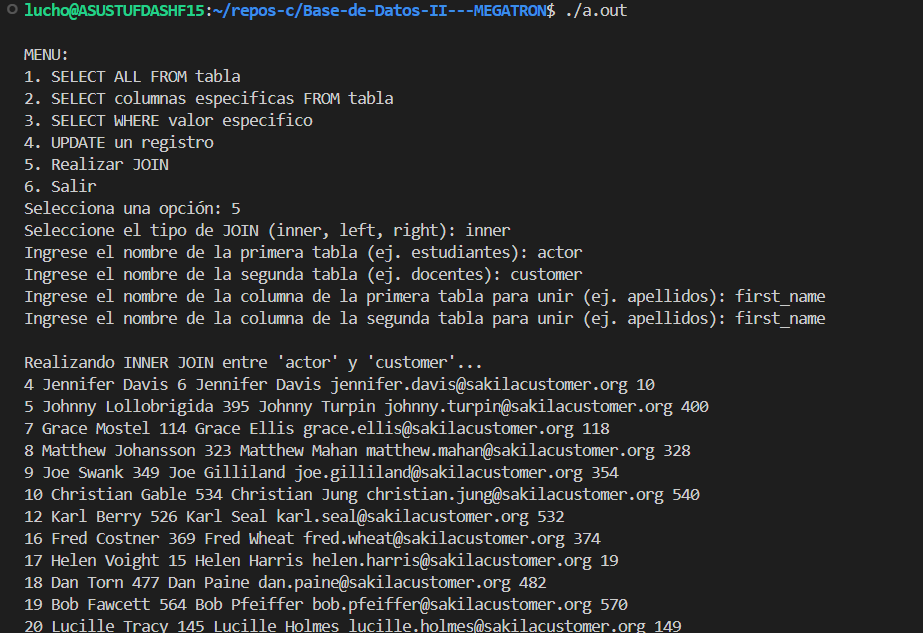 lucho@ASUSTUFDASHF15:~/repos-c/Base-de-Datos-II---MEGATRON$ ./a.out
MENU:
1. SELECT ALL FROM tabla
2. SELECT columnas especificas FROM tabla
3. SELECT WHERE valor especifico
4. UPDATE un registro
5. Realizar JOIN
6. Salir
Selecciona una opción: 5
Seleccione el tipo de JOIN (inner, left, right): inner
Ingrese el nombre de la primera tabla (ej. estudiantes): actor
Ingrese el nombre de la segunda tabla (ej. docentes): customer
Ingrese el nombre de la columna de la primera tabla para unir (ej. apellidos): first_name
Ingrese el nombre de la columna de la segunda tabla para unir (ej. apellidos): first_name
Realizando INNER JOIN entre 'actor' y 'customer'...
4 Jennifer Davis 6 Jennifer Davis jennifer.davis@sakilacustomer.org 10
5 Johnny Lollobrigida 395 Johnny Turpin johnny.turpin@sakilacustomer.org 400
7 Grace Mostel 114 Grace Ellis grace.ellis@sakilacustomer.org 118
8 Matthew Johansson 323 Matthew Mahan matthew.mahan@sakilacustomer.org 328
9 Joe Swank 349 Joe Gilliland joe.gilliland@sakilacustomer.org 354
10 Christian Gable 534 Christian Jung christian.jung@sakilacustomer.org 540
12 Karl Berry 526 Karl Seal karl.seal@sakilacustomer.org 532
16 Fred Costner 369 Fred Wheat fred.wheat@sakilacustomer.org 374
17 Helen Voight 15 Helen Harris helen.harris@sakilacustomer.org 19
18 Dan Torn 477 Dan Paine dan.paine@sakilacustomer.org 482
19 Bob Fawcett 564 Bob Pfeiffer bob.pfeiffer@sakilacustomer.org 570
20 Lucille Tracy 145 Lucille Holmes lucille.holmes@sakilacustomer.org 149